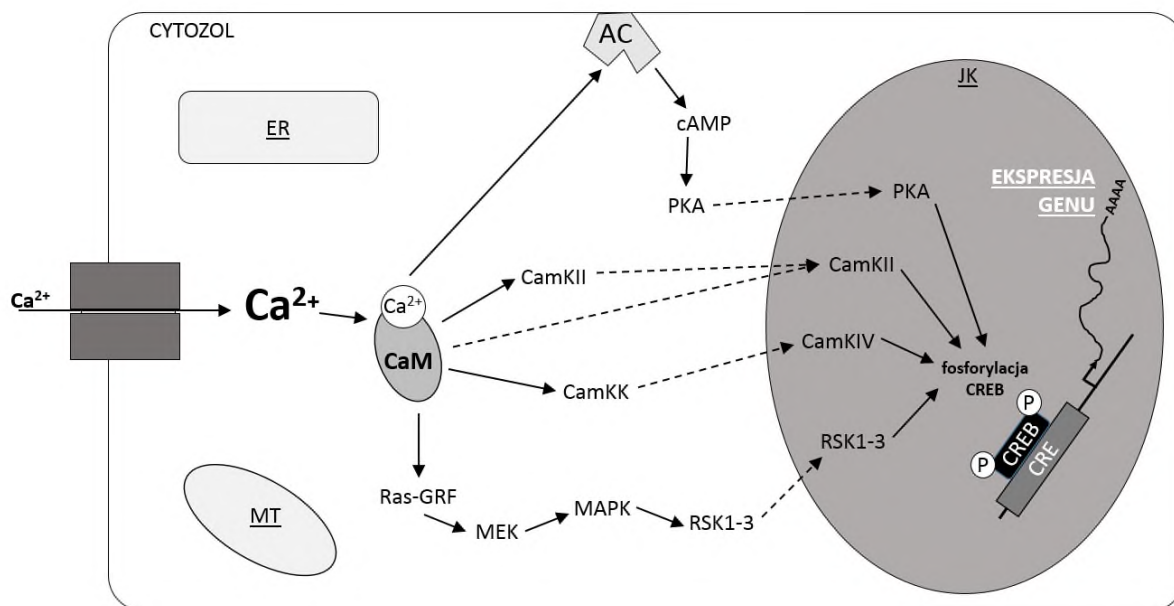 CYTOZOL
AC
JK
ER
cAMP
EKSPRESJA
GENU
AAAA
PKA
PKA
CamKII
CamKII
Ca²⁺
Ca²⁺
Ca²⁺
CaM
CamKIV
fosforylacja
CREB
CamKK
P
CREB
P
CRE
RSK1-3
Ras-GRF
MT
MEK
MAPK
RSK1-3